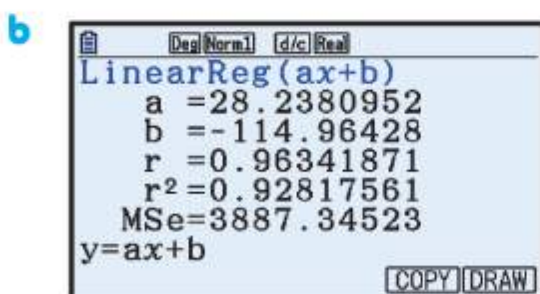 b
Deg Norm1 d/c Real
LinearReg(ax+b)
a =28.2380952
b =-114.96428
r =0.96341871
r²=0.92817561
MSe=3887.34523
y=ax+b
COPY DRAW